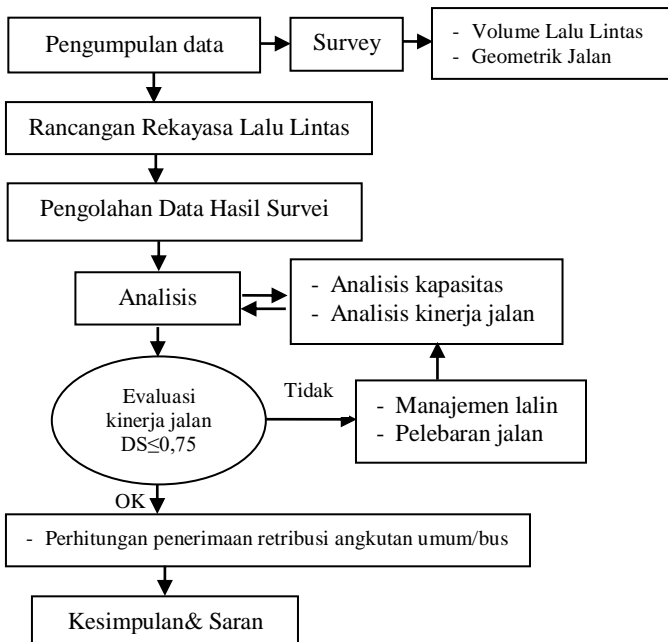 Pengumpulan data
Survey
- Volume Lalu Lintas
- Geometrik Jalan
Rancangan Rekayasa Lalu Lintas
Pengolahan Data Hasil Survei
Analisis
- Analisis kapasitas
- Analisis kinerja jalan
Evaluasi
kinerja jalan
DS≤0,75
Tidak
- Manajemen lalin
- Pelebaran jalan
OK
- Perhitungan penerimaan retribusi angkutan umum/bus
Kesimpulan& Saran